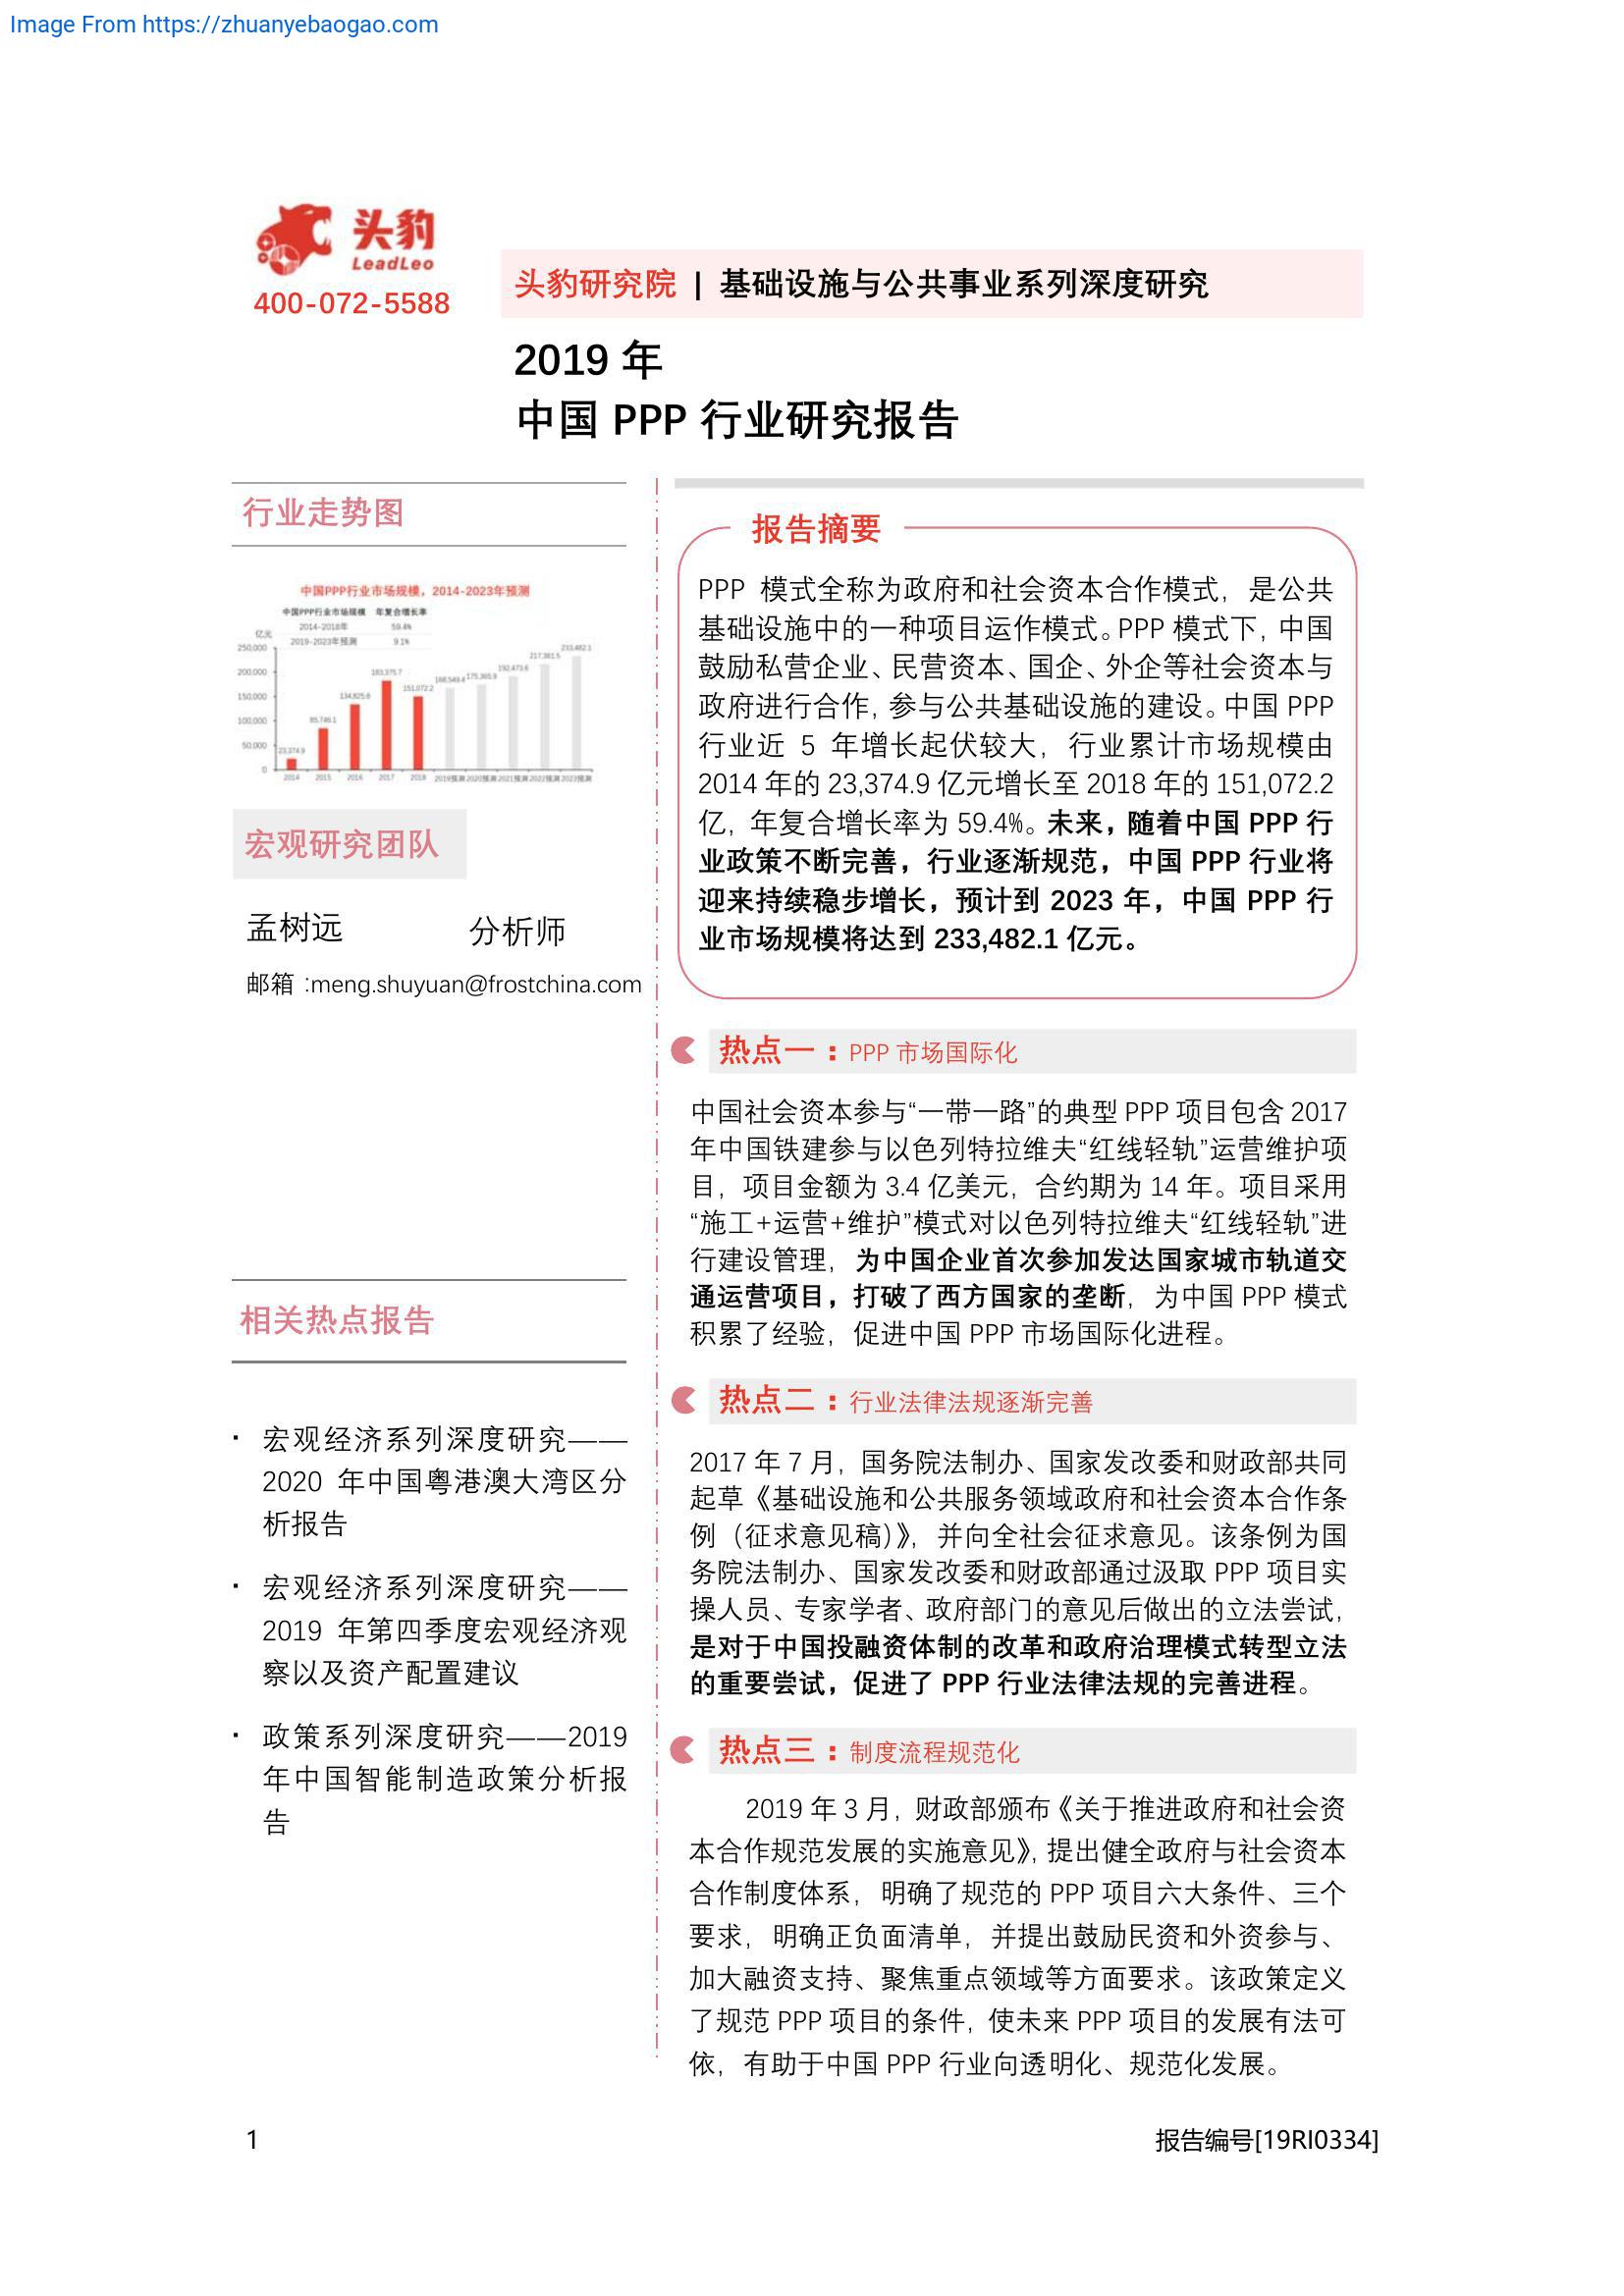 Image From https://zhuanyebaogao.com
头豹
LeadLeo
400-072-5588
头豹研究院 | 基础设施与公共事业系列深度研究
2019 年
中国 PPP 行业研究报告
行业走势图
中国PPP行业市场规模，2014-2023年预测
中国PPP行业市场规模 年复合增长率
2014-2018年 59.4%
2019-2023年预测 9.1%
亿元
250,000
200,000
150,000
100,000
50,000
0
23,374.9
85,746.1
134,825.8
183,375.7
151,072.2
175,365.9
192,473.6
217,361.5
233,482.1
2014 2015 2016 2017 2018 2019预测 2020预测 2021预测 2022预测 2023预测
宏观研究团队
孟树远 分析师
邮箱 :meng.shuyuan@frostchina.com
相关热点报告
· 宏观经济系列深度研究——
2020 年中国粤港澳大湾区分
析报告
· 宏观经济系列深度研究——
2019 年第四季度宏观经济观
察以及资产配置建议
· 政策系列深度研究——2019
年中国智能制造政策分析报
告
报告摘要
PPP 模式全称为政府和社会资本合作模式，是公共
基础设施中的一种项目运作模式。PPP 模式下，中国
鼓励私营企业、民营资本、国企、外企等社会资本与
政府进行合作，参与公共基础设施的建设。中国 PPP
行业近 5 年增长起伏较大，行业累计市场规模由
2014 年的 23,374.9 亿元增长至 2018 年的 151,072.2
亿，年复合增长率为 59.4%。未来，随着中国 PPP 行
业政策不断完善，行业逐渐规范，中国 PPP 行业将
迎来持续稳步增长，预计到 2023 年，中国 PPP 行
业市场规模将达到 233,482.1 亿元。
热点一：PPP 市场国际化
中国社会资本参与“一带一路”的典型 PPP 项目包含 2017
年中国铁建参与以色列特拉维夫“红线轻轨”运营维护项
目，项目金额为 3.4 亿美元，合约期为 14 年。项目采用
“施工+运营+维护”模式对以色列特拉维夫“红线轻轨”进
行建设管理，为中国企业首次参加发达国家城市轨道交
通运营项目，打破了西方国家的垄断，为中国 PPP 模式
积累了经验，促进中国 PPP 市场国际化进程。
热点二：行业法律法规逐渐完善
2017 年 7 月，国务院法制办、国家发改委和财政部共同
起草《基础设施和公共服务领域政府和社会资本合作条
例（征求意见稿）》，并向全社会征求意见。该条例为国
务院法制办、国家发改委和财政部通过汲取 PPP 项目实
操人员、专家学者、政府部门的意见后做出的立法尝试，
是对于中国投融资体制的改革和政府治理模式转型立法
的重要尝试，促进了 PPP 行业法律法规的完善进程。
热点三：制度流程规范化
2019 年 3 月，财政部颁布《关于推进政府和社会资
本合作规范发展的实施意见》，提出健全政府与社会资本
合作制度体系，明确了规范的 PPP 项目六大条件、三个
要求，明确正负面清单，并提出鼓励民资和外资参与、
加大融资支持、聚焦重点领域等方面要求。该政策定义
了规范 PPP 项目的条件，使未来 PPP 项目的发展有法可
依，有助于中国 PPP 行业向透明化、规范化发展。
1
报告编号[19RI0334]